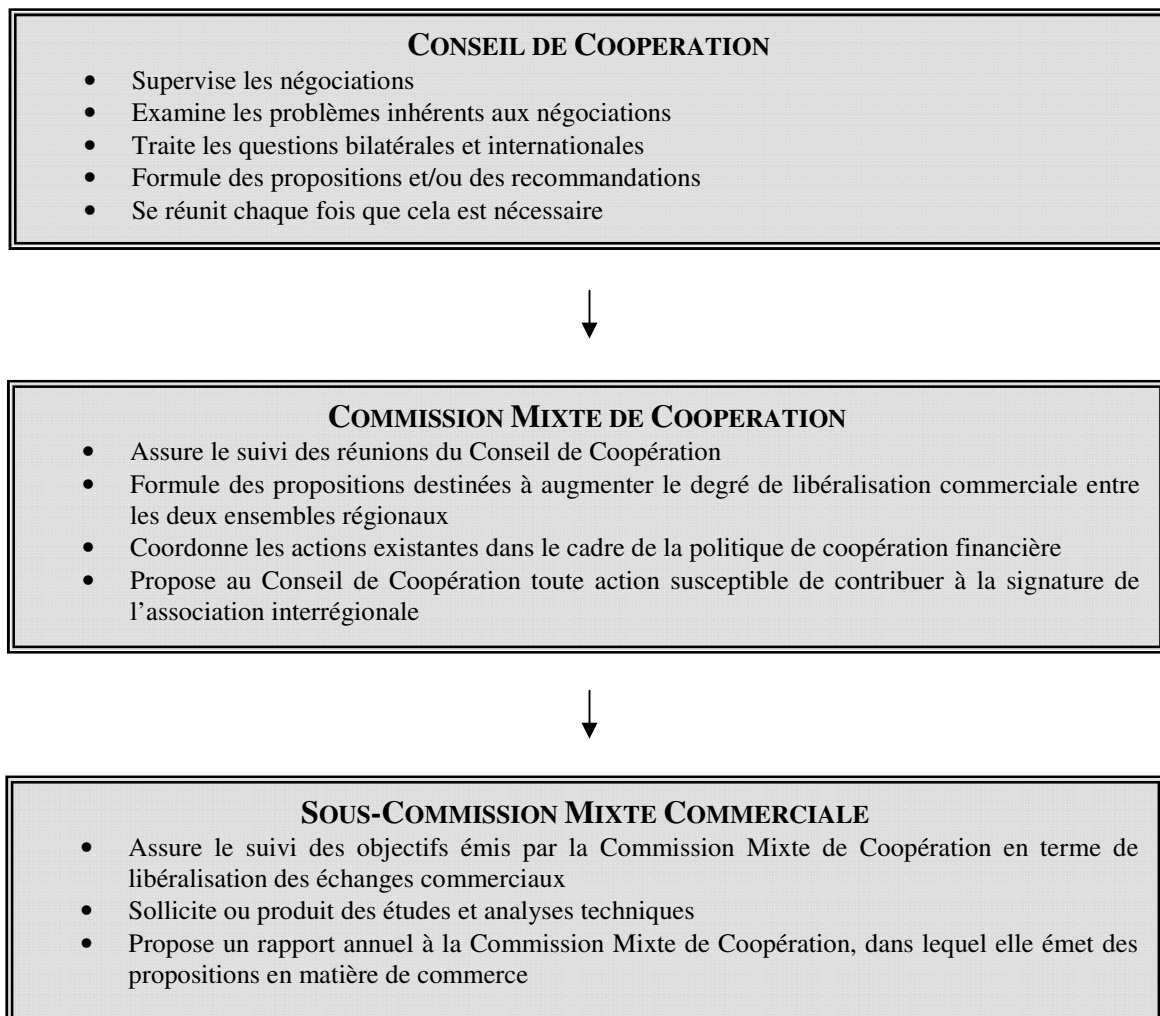 CONSEIL DE COOPERATION
• Supervise les négociations
• Examine les problèmes inhérents aux négociations
• Traite les questions bilatérales et internationales
• Formule des propositions et/ou des recommandations
• Se réunit chaque fois que cela est nécessaire
COMMISSION MIXTE DE COOPERATION
• Assure le suivi des réunions du Conseil de Coopération
• Formule des propositions destinées à augmenter le degré de libéralisation commerciale entre
les deux ensembles régionaux
• Coordonne les actions existantes dans le cadre de la politique de coopération financière
• Propose au Conseil de Coopération toute action susceptible de contribuer à la signature de
l’association interrégionale
SOUS-COMMISSION MIXTE COMMERCIALE
• Assure le suivi des objectifs émis par la Commission Mixte de Coopération en terme de
libéralisation des échanges commerciaux
• Sollicite ou produit des études et analyses techniques
• Propose un rapport annuel à la Commission Mixte de Coopération, dans lequel elle émet des
propositions en matière de commerce